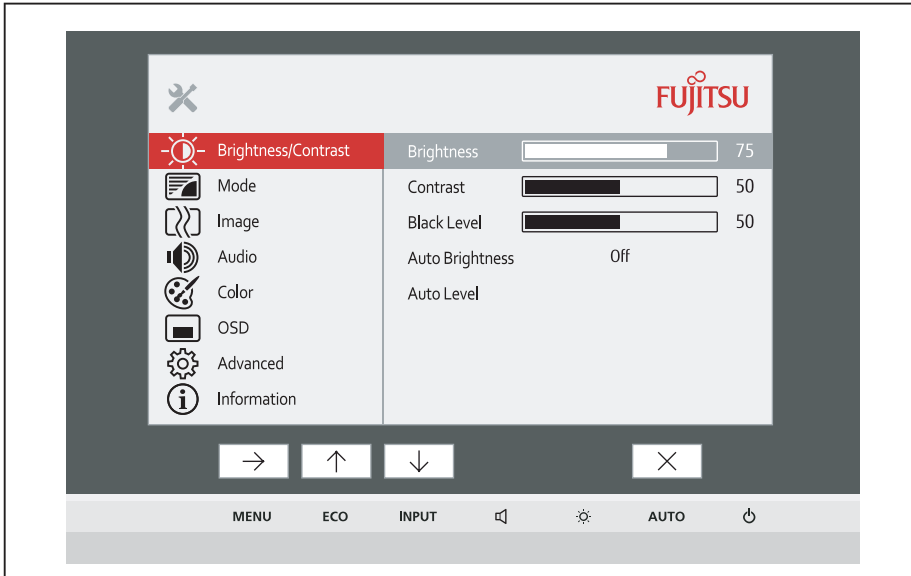 FUJITSU
Brightness/Contrast
Brightness 75
Mode
Contrast 50
Image
Black Level 50
Audio
Auto Brightness Off
Color
Auto Level
OSD
Advanced
Information
MENU ECO INPUT AUTO